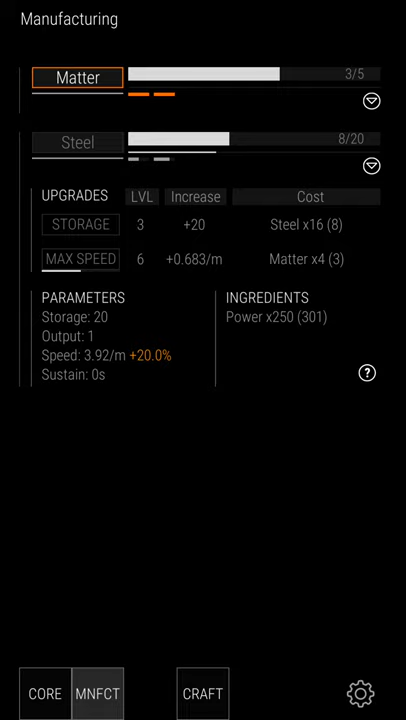 Manufacturing
Matter 3/5
Steel 8/20
UPGRADES LVL Increase Cost
STORAGE 3 +20 Steel x16 (8)
MAX SPEED 6 +0.683/m Matter x4 (3)
PARAMETERS
Storage: 20
Output: 1
Speed: 3.92/m +20.0%
Sustain: 0s
INGREDIENTS
Power x250 (301)
?
CORE MNFCT CRAFT